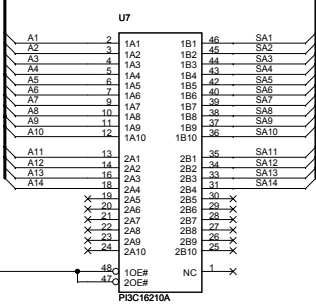 U7
A1 2 1A1 1B1 46 SA1
A2 3 1A2 1B2 45 SA2
A3 4 1A3 1B3 44 SA3
A4 5 1A4 1B4 43 SA4
A5 6 1A5 1B5 42 SA5
A6 7 1A6 1B6 40 SA6
A7 9 1A7 1B7 39 SA7
A8 10 1A8 1B8 38 SA8
A9 11 1A9 1B9 37 SA9
A10 12 1A10 1B10 36 SA10
A11 13 2A1 2B1 35 SA11
A12 14 2A2 2B2 34 SA12
A13 16 2A3 2B3 33 SA13
A14 18 2A4 2B4 31 SA14
19 2A5 2B5 30
20 2A6 2B6 29
21 2A7 2B7 28
22 2A8 2B8 27
23 2A9 2B9 26
24 2A10 2B10 25
48 1OE# NC 1
47 2OE#
PI3C16210A